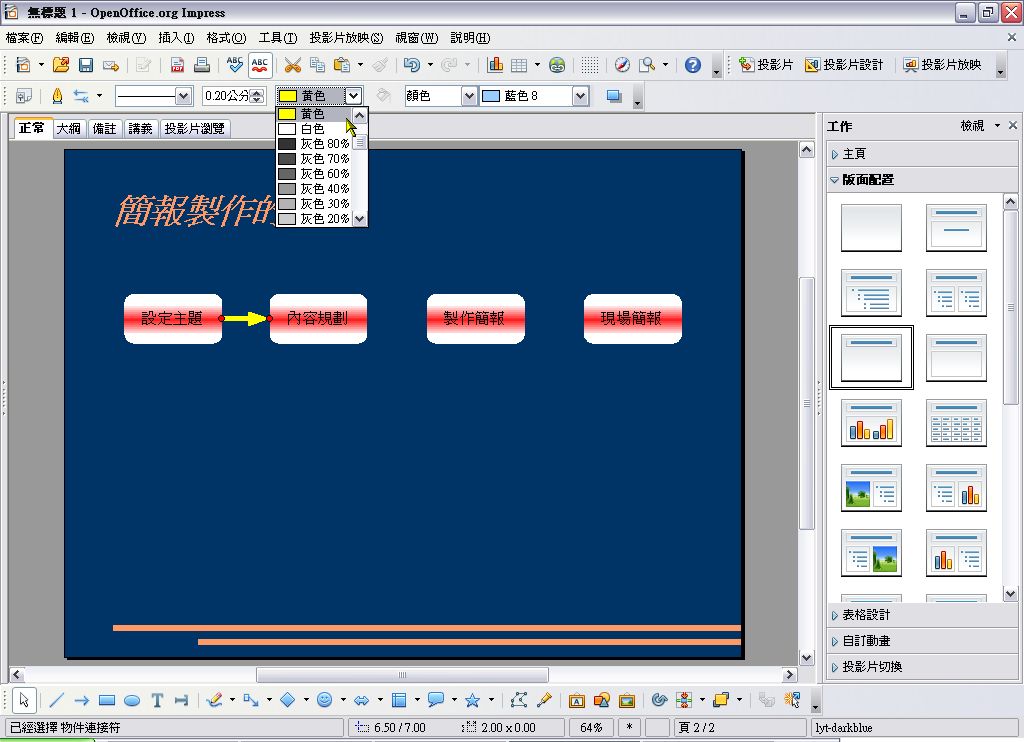 無標題 1 - OpenOffice.org Impress
檔案(F) 編輯(E) 檢視(V) 插入(I) 格式(O) 工具(T) 投影片放映(S) 視窗(W) 說明(H)
投影片 投影片設計 投影片放映
0.20公分 黃色 顏色 藍色 8
正常 大綱 備註 講義 投影片瀏覽
黃色
白色
灰色 80%
灰色 70%
灰色 60%
灰色 40%
灰色 30%
灰色 20%
工作 檢視
主頁
版面配置
簡報製作的
設定主題 內容規劃 製作簡報 現場簡報
表格設計
自訂動畫
投影片切換
已經選擇 物件連接符 6.50 / 7.00 2.00 x 0.00 64% * 頁 2 / 2 lyt-darkblue